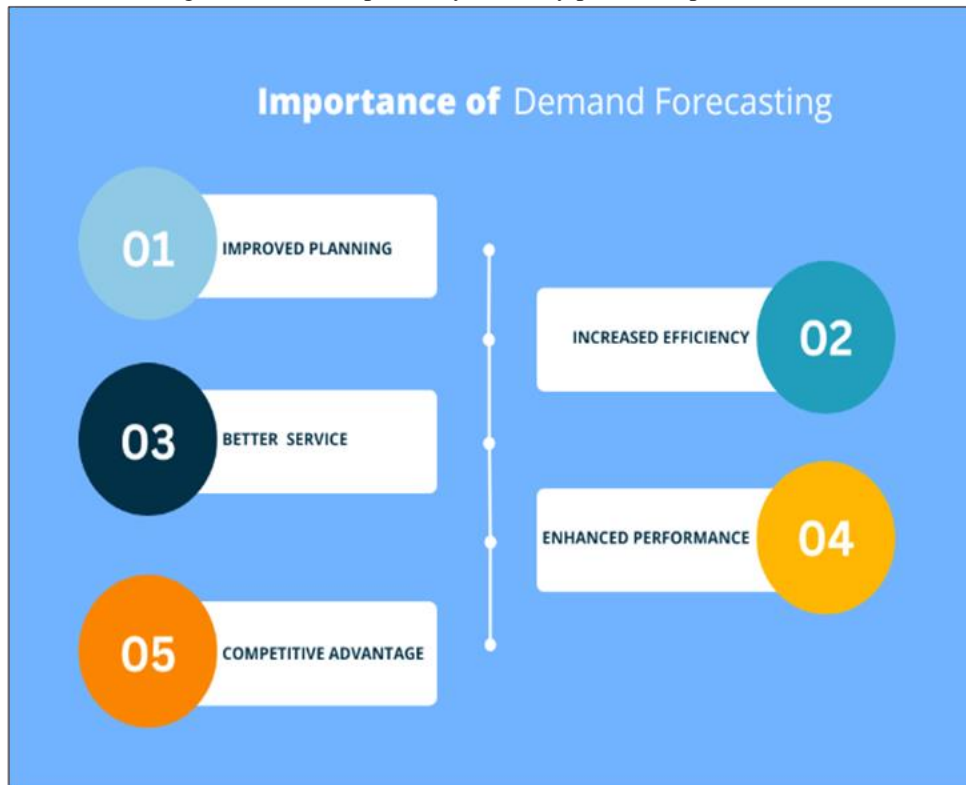 Importance of Demand Forecasting
01 IMPROVED PLANNING
INCREASED EFFICIENCY 02
03 BETTER SERVICE
ENHANCED PERFORMANCE 04
05 COMPETITIVE ADVANTAGE